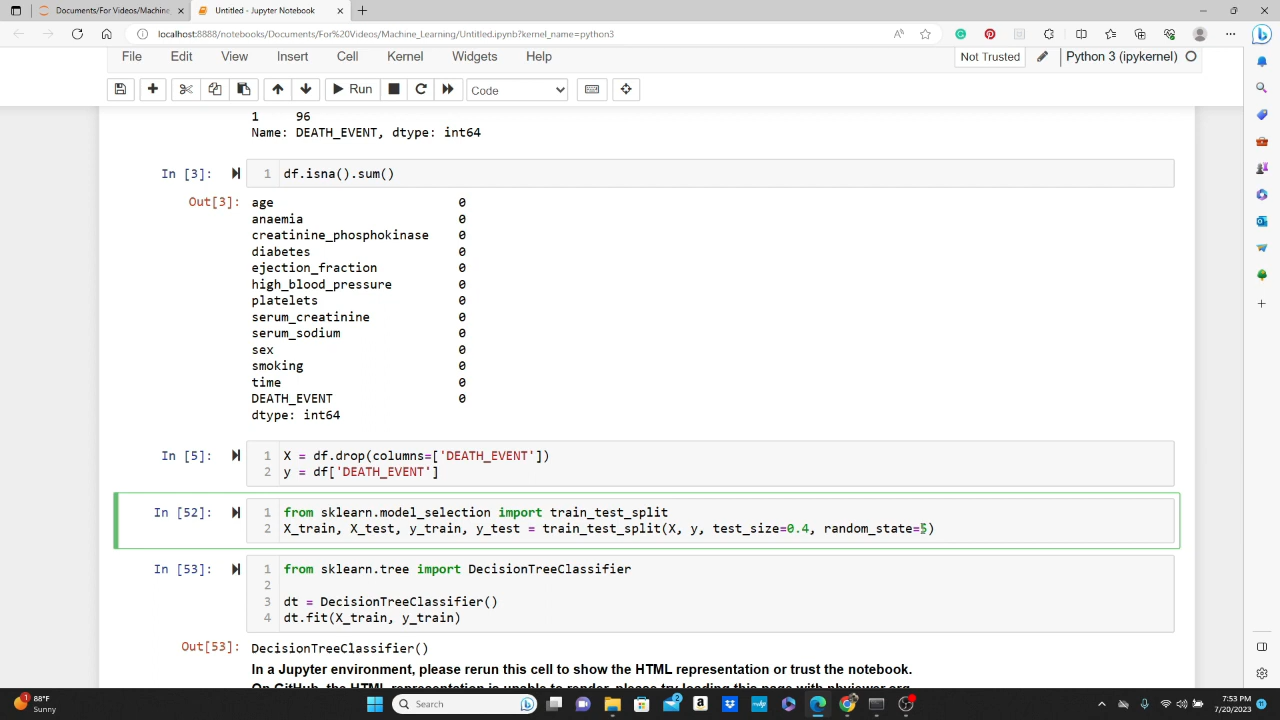 Documents/For Videos/Machine_
Untitled - Jupyter Notebook
localhost:8888/notebooks/Documents/For%20Videos/Machine_Learning/Untitled.ipynb?kernel_name=python3
File Edit View Insert Cell Kernel Widgets Help
Not Trusted
Python 3 (ipykernel)
Run
Code
1 96
Name: DEATH_EVENT, dtype: int64
In [3]:
1 df.isna().sum()
Out[3]:
age 0
anaemia 0
creatinine_phosphokinase 0
diabetes 0
ejection_fraction 0
high_blood_pressure 0
platelets 0
serum_creatinine 0
serum_sodium 0
sex 0
smoking 0
time 0
DEATH_EVENT 0
dtype: int64
In [5]:
1 X = df.drop(columns=['DEATH_EVENT'])
2 y = df['DEATH_EVENT']
In [52]:
1 from sklearn.model_selection import train_test_split
2 X_train, X_test, y_train, y_test = train_test_split(X, y, test_size=0.4, random_state=5)
In [53]:
1 from sklearn.tree import DecisionTreeClassifier
2
3 dt = DecisionTreeClassifier()
4 dt.fit(X_train, y_train)
Out[53]:
DecisionTreeClassifier()
In a Jupyter environment, please rerun this cell to show the HTML representation or trust the notebook.
88°F
Sunny
Search
7:53 PM
7/20/2023